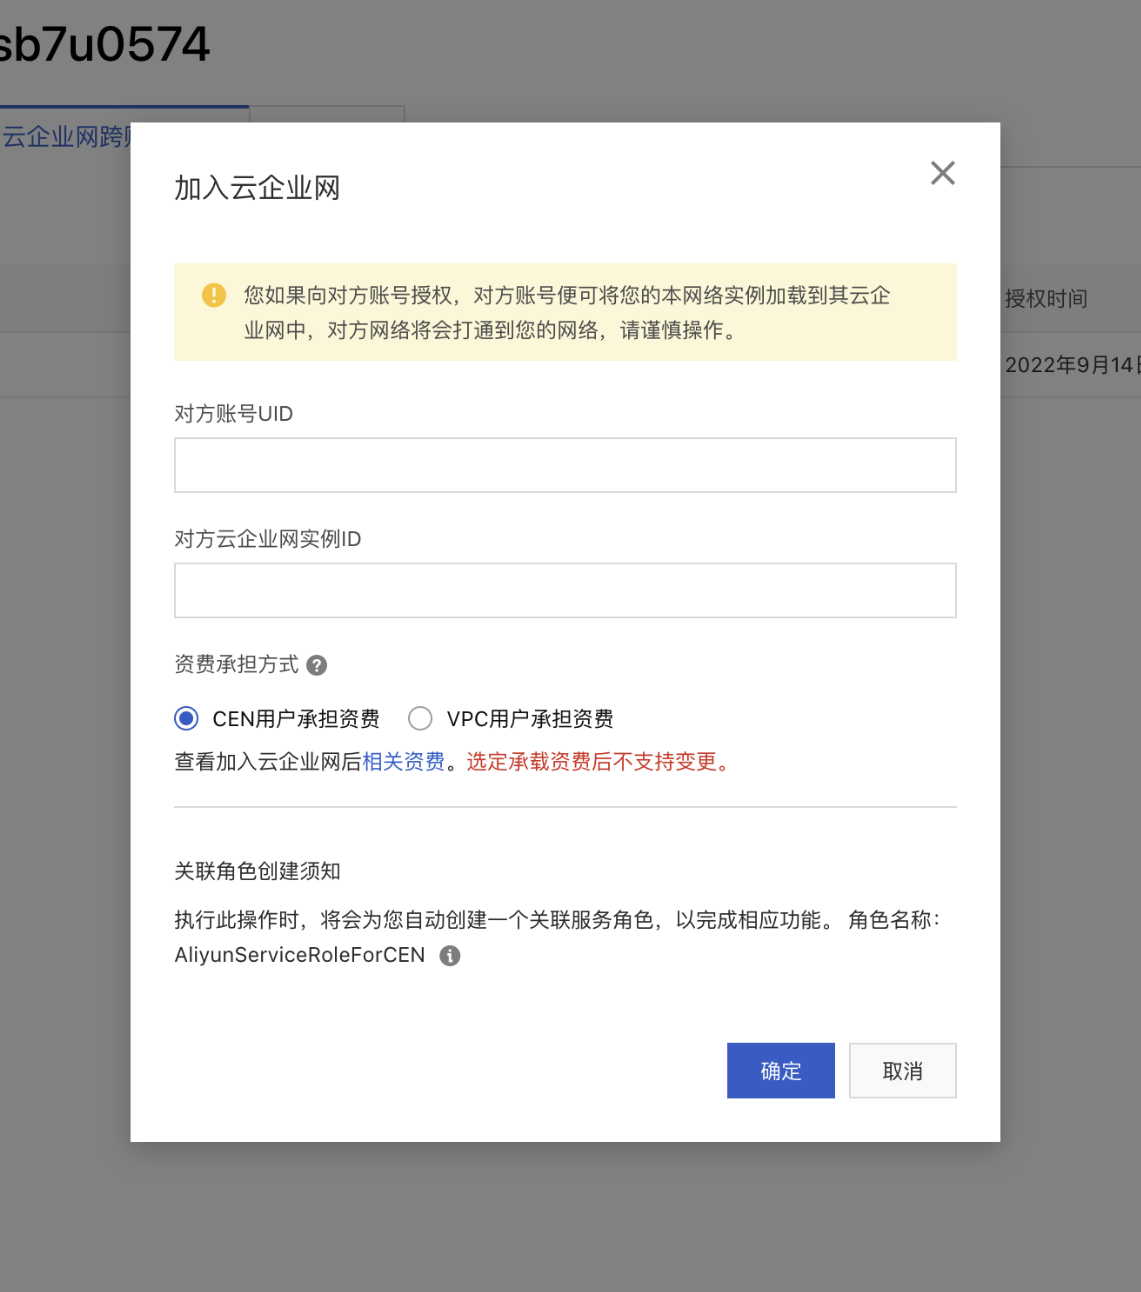 sb7u0574
云企业网跨
加入云企业网
您如果向对方账号授权，对方账号便可将您的本网络实例加载到其云企
业网中，对方网络将会打通到您的网络，请谨慎操作。
授权时间
2022年9月14日
对方账号UID
对方云企业网实例ID
资费承担方式
CEN用户承担资费 VPC用户承担资费
查看加入云企业网后相关资费。选定承载资费后不支持变更。
关联角色创建须知
执行此操作时，将会为您自动创建一个关联服务角色，以完成相应功能。 角色名称：
AliyunServiceRoleForCEN
确定 取消